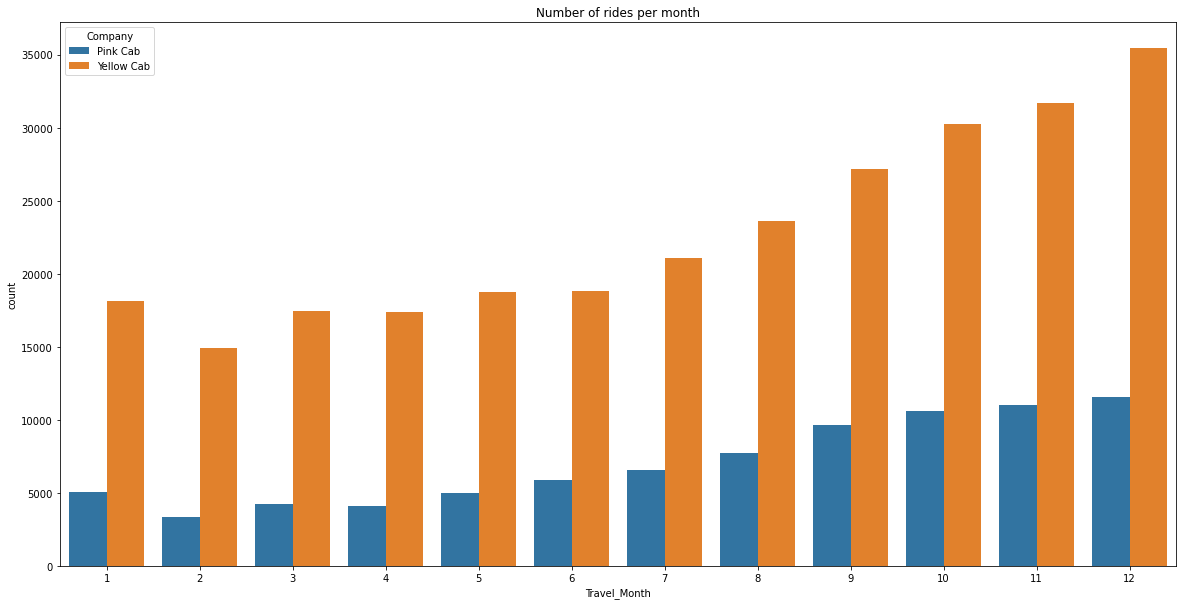 Number of rides per month
Company
Pink Cab
Yellow Cab
35000
30000
25000
20000
15000
10000
5000
0
count
1 2 3 4 5 6 7 8 9 10 11 12
Travel_Month